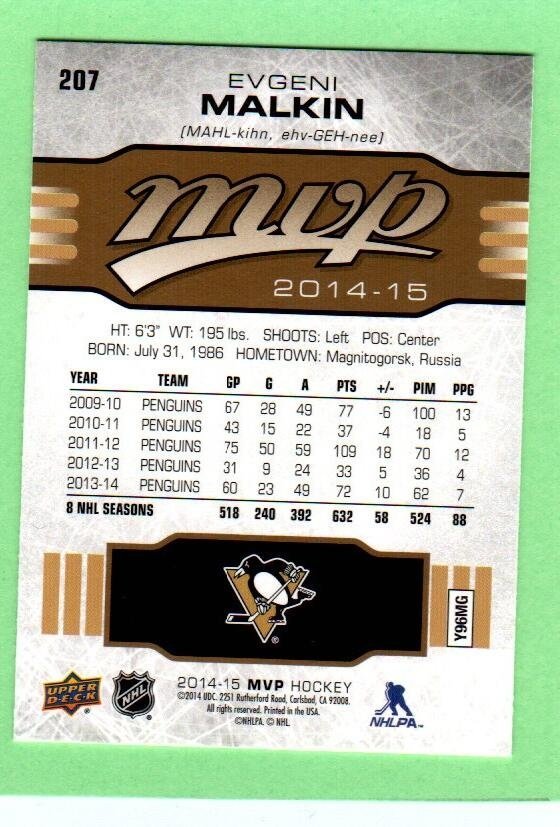 207
EVGENI
MALKIN
(MAHL-kihn, ehv-GEH-nee)
mvp
2014-15
HT: 6'3" WT: 195 lbs. SHOOTS: Left POS: Center
BORN: July 31, 1986 HOMETOWN: Magnitogorsk, Russia
YEAR TEAM GP G A PTS +/- PIM PPG
2009-10 PENGUINS 67 28 49 77 -6 100 13
2010-11 PENGUINS 43 15 22 37 -4 18 5
2011-12 PENGUINS 75 50 59 109 18 70 12
2012-13 PENGUINS 31 9 24 33 5 36 4
2013-14 PENGUINS 60 23 49 72 10 62 7
8 NHL SEASONS 518 240 392 632 58 524 88
Y96MG
UPPER
D·E·C·K
NHL
2014-15 MVP HOCKEY
©2014 UDC. 2251 Rutherford Road, Carlsbad, CA 92008.
All rights reserved. Printed in the USA.
©NHLPA. © NHL.
NHLPA™